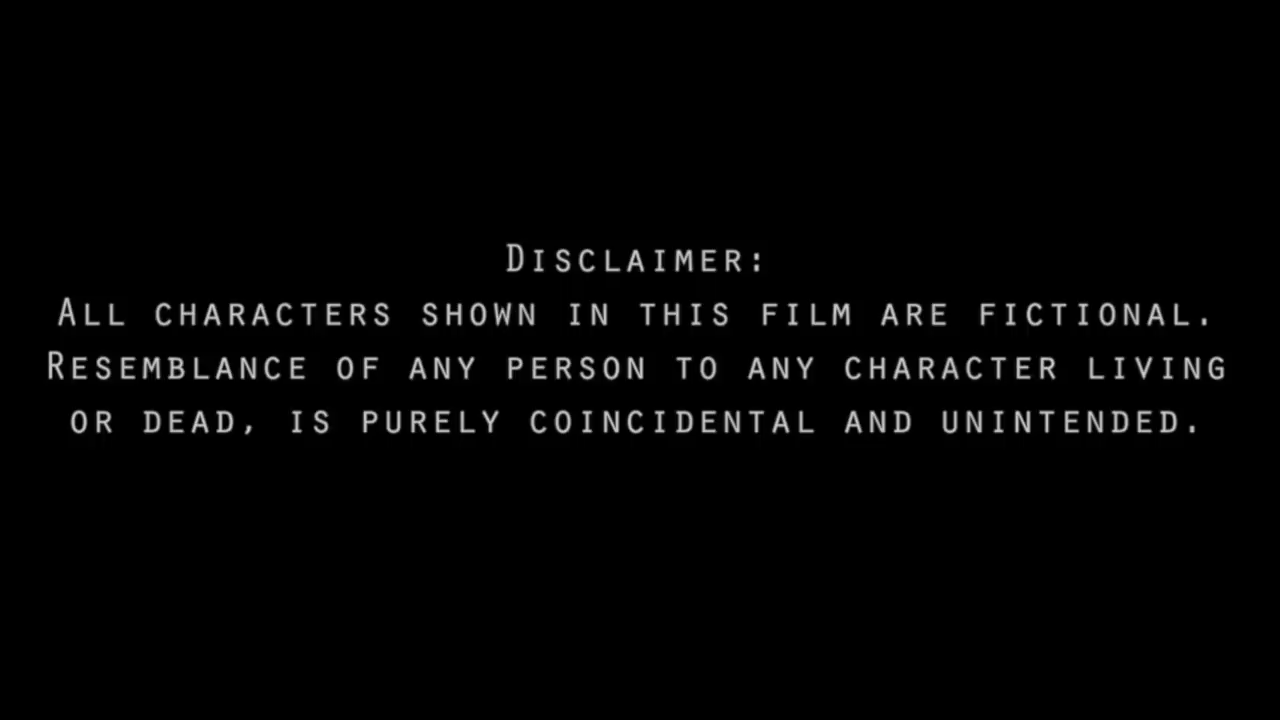 Disclaimer:
All characters shown in this film are fictional.
Resemblance of any person to any character living
or dead, is purely coincidental and unintended.